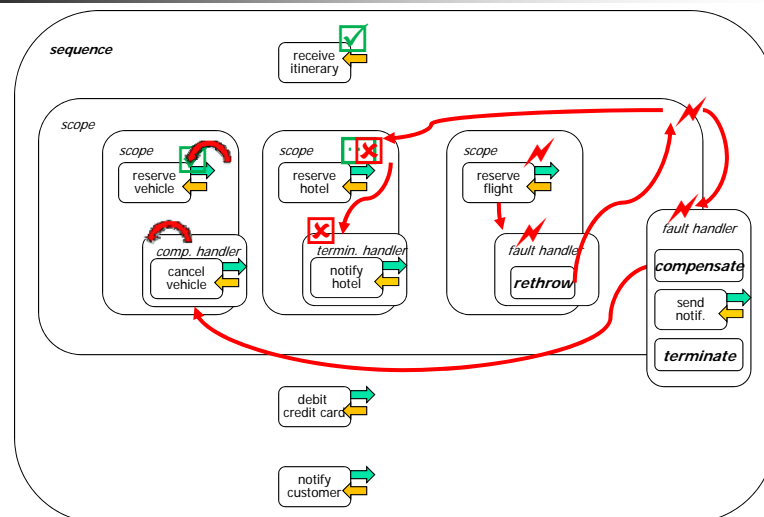 sequence
receive
itinerary
scope
scope
reserve
vehicle
comp. handler
cancel
vehicle
scope
reserve
hotel
termin. handler
notify
hotel
scope
reserve
flight
fault handler
rethrow
fault handler
compensate
send
notif.
terminate
debit
credit card
notify
customer